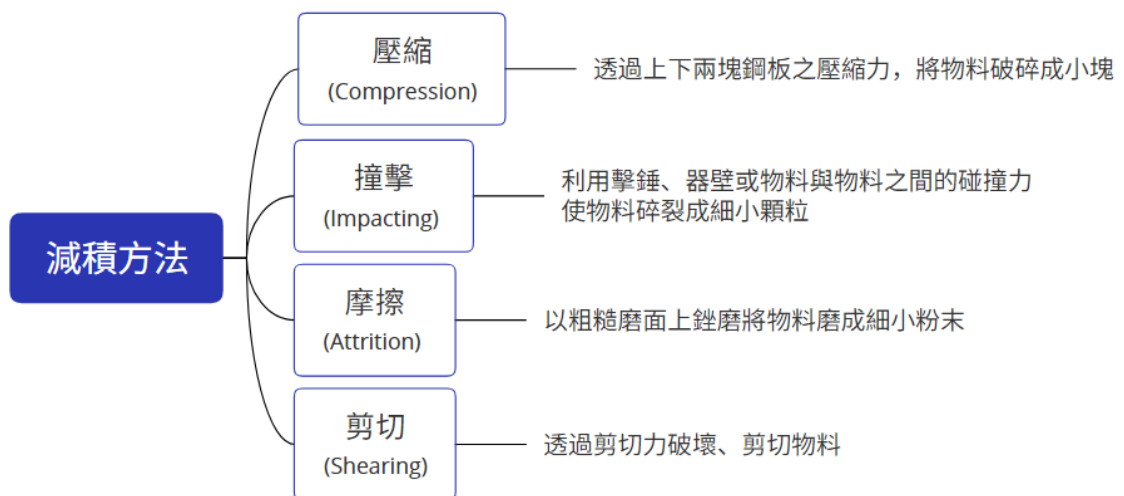 減積方法
壓縮
(Compression)
透過上下兩塊鋼板之壓縮力，將物料破碎成小塊
撞擊
(Impacting)
利用擊錘、器壁或物料與物料之間的碰撞力
使物料碎裂成細小顆粒
摩擦
(Attrition)
以粗糙磨面上銼磨將物料磨成細小粉末
剪切
(Shearing)
透過剪切力破壞、剪切物料